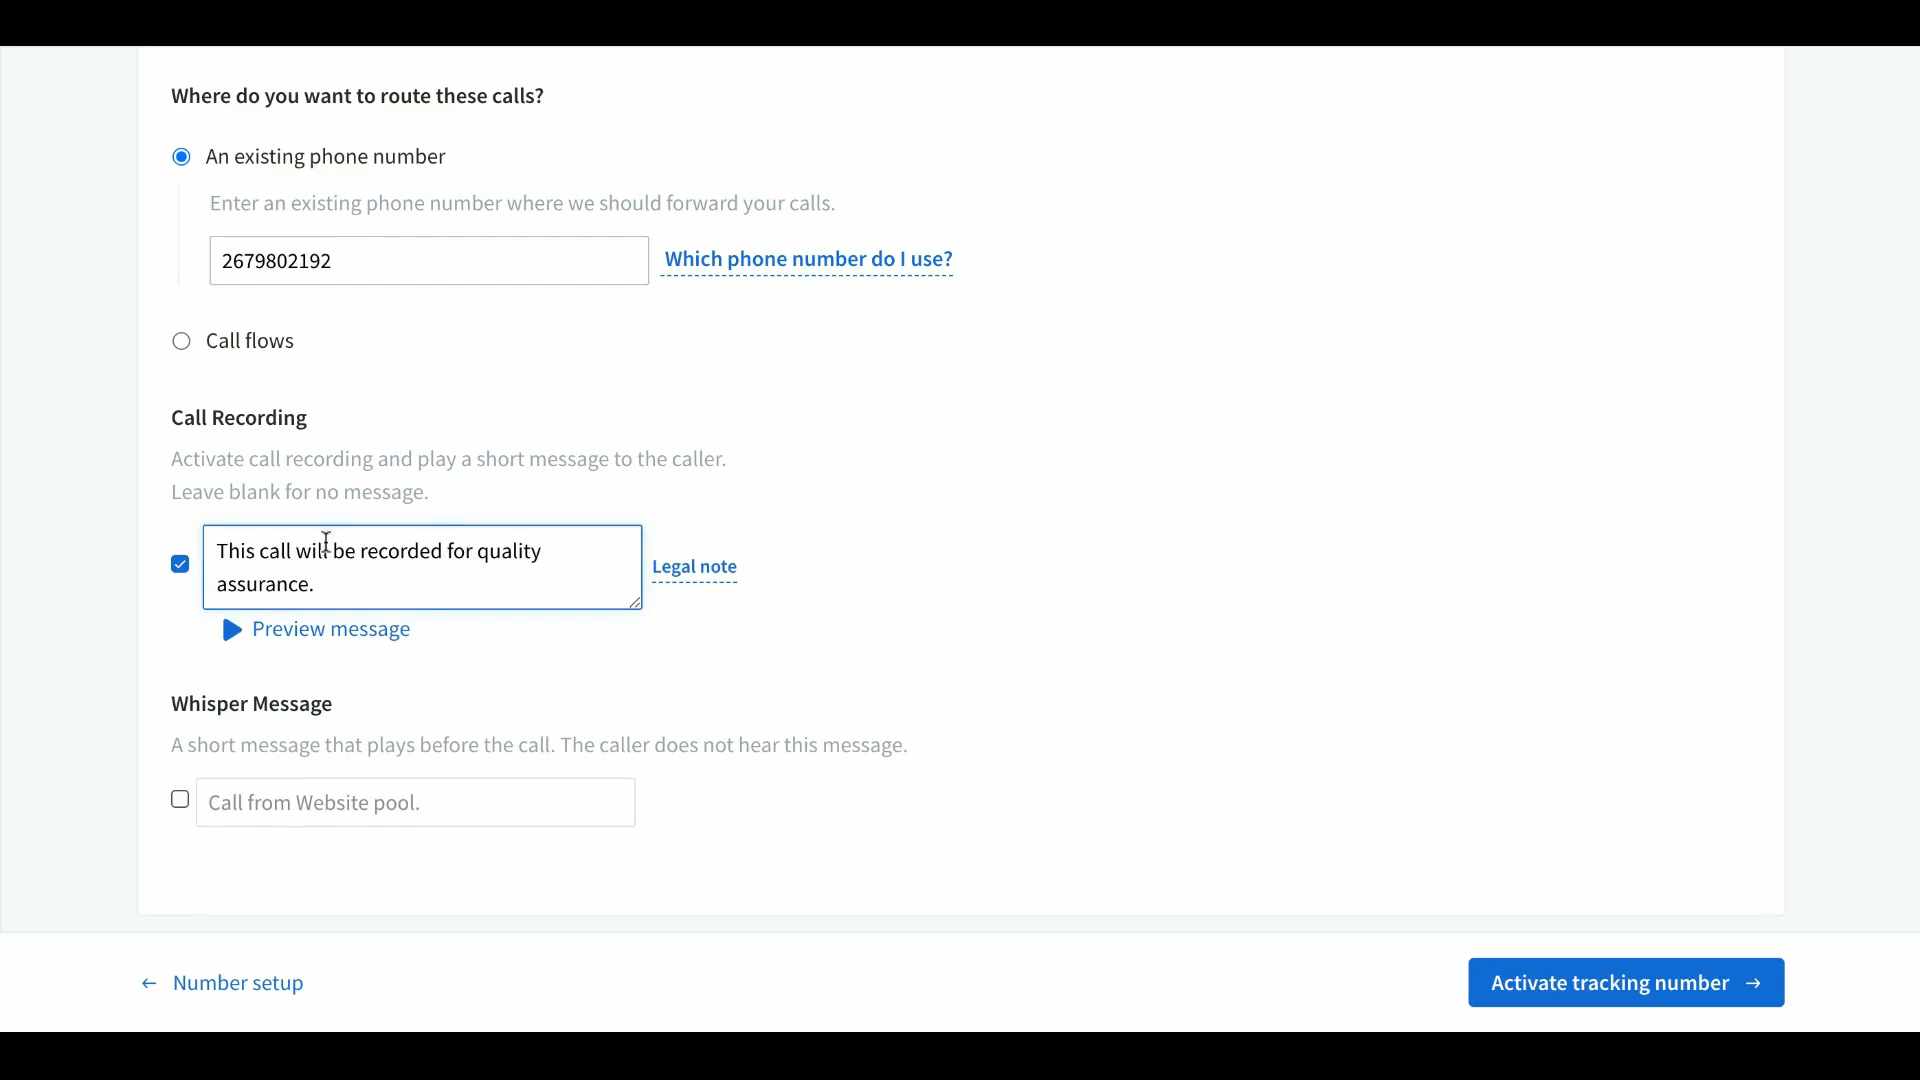 Where do you want to route these calls?
An existing phone number
Enter an existing phone number where we should forward your calls.
2679802192 Which phone number do I use?
Call flows
Call Recording
Activate call recording and play a short message to the caller.
Leave blank for no message.
This call will be recorded for quality
assurance.
Legal note
Preview message
Whisper Message
A short message that plays before the call. The caller does not hear this message.
Call from Website pool.
← Number setup
Activate tracking number →